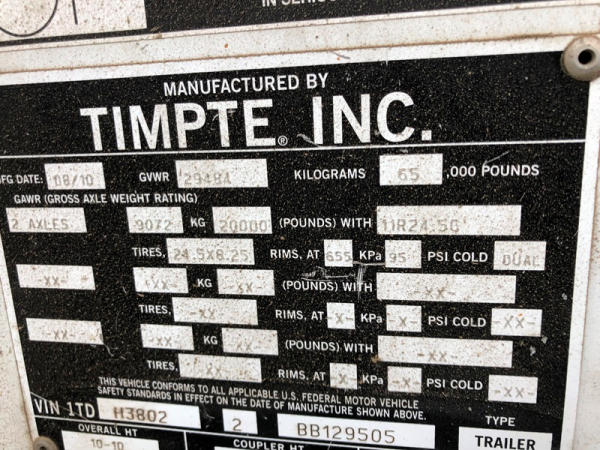 IN SERIOUS
MANUFACTURED BY
TIMPTE® INC.
MFG DATE: 08/10 GVWR 29484 KILOGRAMS 65 ,000 POUNDS
GAWR (GROSS AXLE WEIGHT RATING)
2 AXLES 9072 KG 20000 (POUNDS) WITH 11R24.5G
TIRES, 24.5X8.25 RIMS, AT 655 KPa 95 PSI COLD DUAL
-XX- -XX- KG -XX- (POUNDS) WITH -XX-
TIRES, -XX- RIMS, AT -X- KPa -X- PSI COLD -XX-
-XX- -XX- KG -XX- (POUNDS) WITH -XX-
TIRES, -XX- RIMS, AT -X- KPa -X- PSI COLD -XX-
THIS VEHICLE CONFORMS TO ALL APPLICABLE U.S. FEDERAL MOTOR VEHICLE
SAFETY STANDARDS IN EFFECT ON THE DATE OF MANUFACTURE SHOWN ABOVE.
VIN 1TD H3802 2 BB129505 TYPE
OVERALL HT COUPLER HT TRAILER
10-10